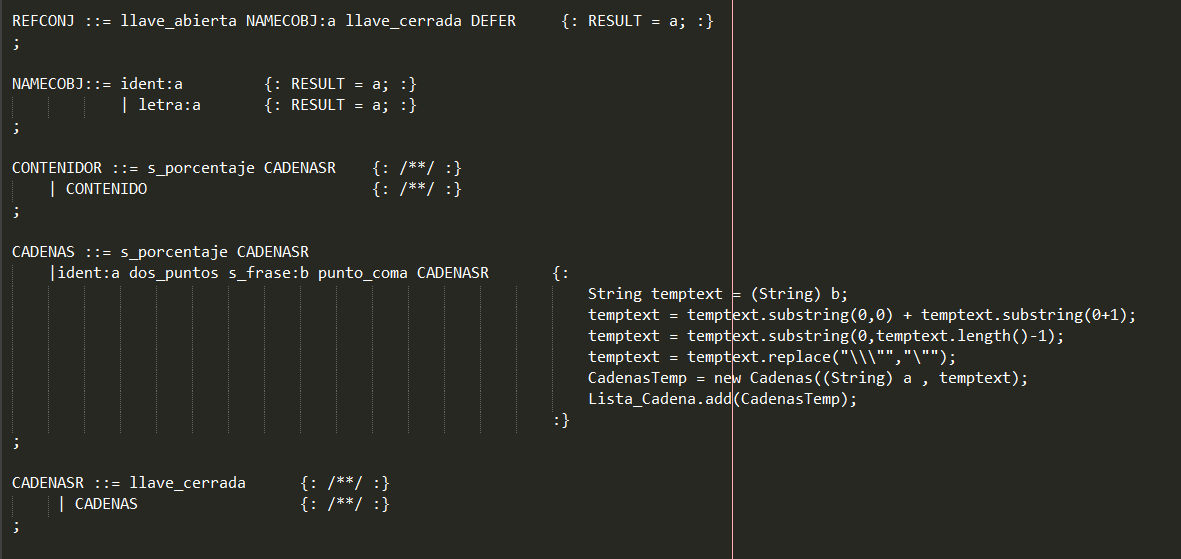 REFCONJ ::= llave_abierta NAMECOBJ:a llave_cerrada DEFER     {: RESULT = a; :}
;
NAMECOBJ::= ident:a         {: RESULT = a; :}
            | letra:a       {: RESULT = a; :}
;
CONTENIDOR ::= s_porcentaje CADENASR    {: /**/ :}
    | CONTENIDO                         {: /**/ :}
;
CADENAS ::= s_porcentaje CADENASR
    |ident:a dos_puntos s_frase:b punto_coma CADENASR       {:
                                                                String temptext = (String) b;
                                                                temptext = temptext.substring(0,0) + temptext.substring(0+1);
                                                                temptext = temptext.substring(0,temptext.length()-1);
                                                                temptext = temptext.replace("\\\"","\"");
                                                                CadenasTemp = new Cadenas((String) a , temptext);
                                                                Lista_Cadena.add(CadenasTemp);
                                                            :}
;
CADENASR ::= llave_cerrada      {: /**/ :}
     | CADENAS                  {: /**/ :}
;